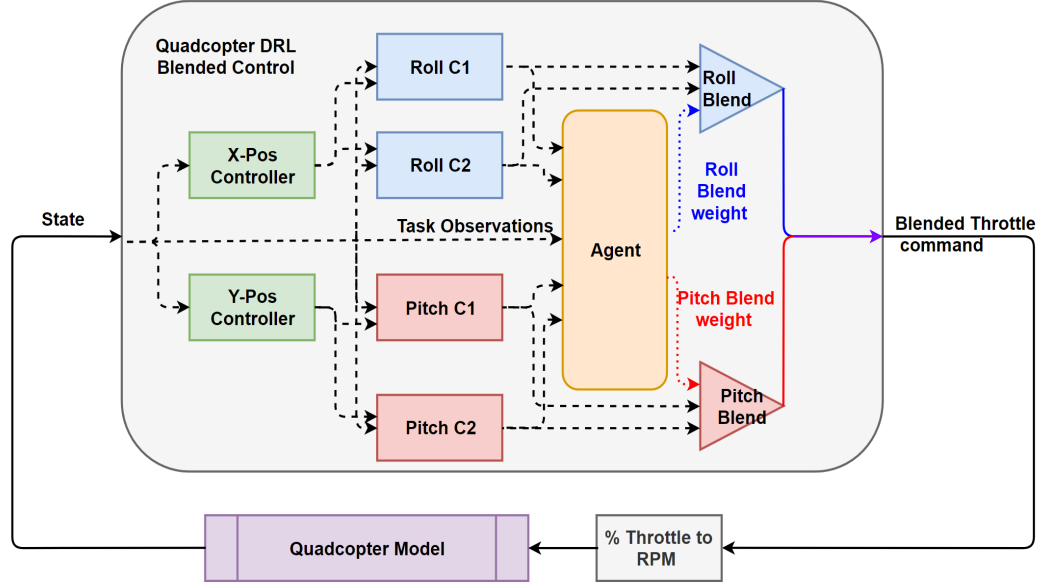 Quadcopter DRL
Blended Control
Roll C1
Roll
Blend
X-Pos
Controller
Roll C2
Roll
Blend
weight
State
Task Observations
Agent
Blended Throttle
command
Y-Pos
Controller
Pitch C1
Pitch Blend
weight
Pitch C2
Pitch
Blend
Quadcopter Model
% Throttle to
RPM